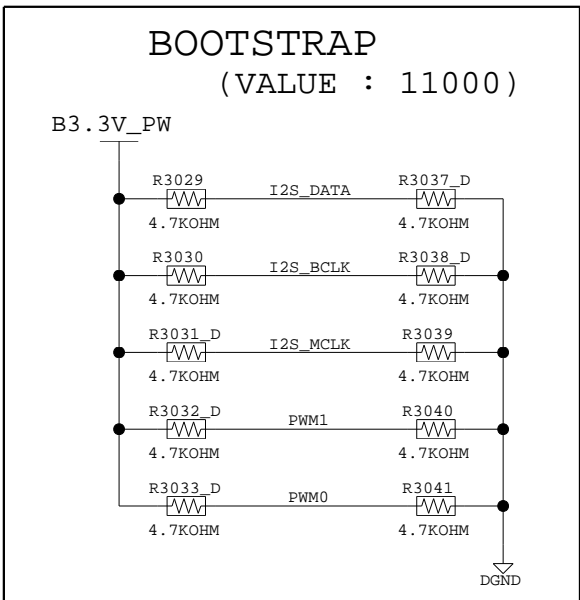 BOOTSTRAP
(VALUE : 11000)
B3.3V_PW
R3029 I2S_DATA R3037_D
4.7KOHM 4.7KOHM
R3030 I2S_BCLK R3038_D
4.7KOHM 4.7KOHM
R3031_D I2S_MCLK R3039
4.7KOHM 4.7KOHM
R3032_D PWM1 R3040
4.7KOHM 4.7KOHM
R3033_D PWM0 R3041
4.7KOHM 4.7KOHM
DGND